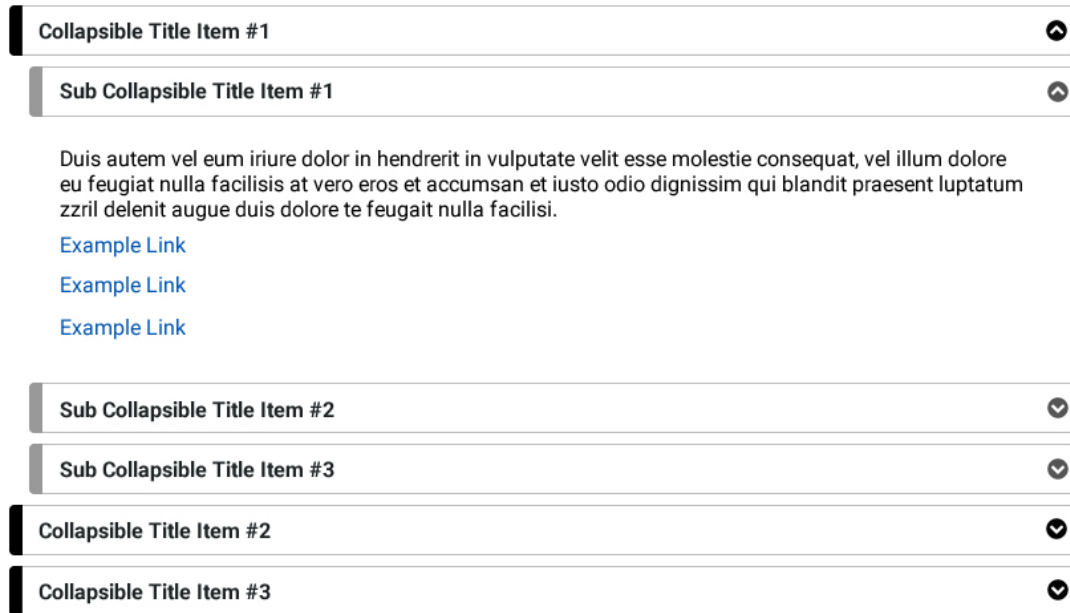 Collapsible Title Item #1
Sub Collapsible Title Item #1
Duis autem vel eum iriure dolor in hendrerit in vulputate velit esse molestie consequat, vel illum dolore
eu feugiat nulla facilisis at vero eros et accumsan et iusto odio dignissim qui blandit praesent luptatum
zzril delenit augue duis dolore te feugait nulla facilisi.
Example Link
Example Link
Example Link
Sub Collapsible Title Item #2
Sub Collapsible Title Item #3
Collapsible Title Item #2
Collapsible Title Item #3